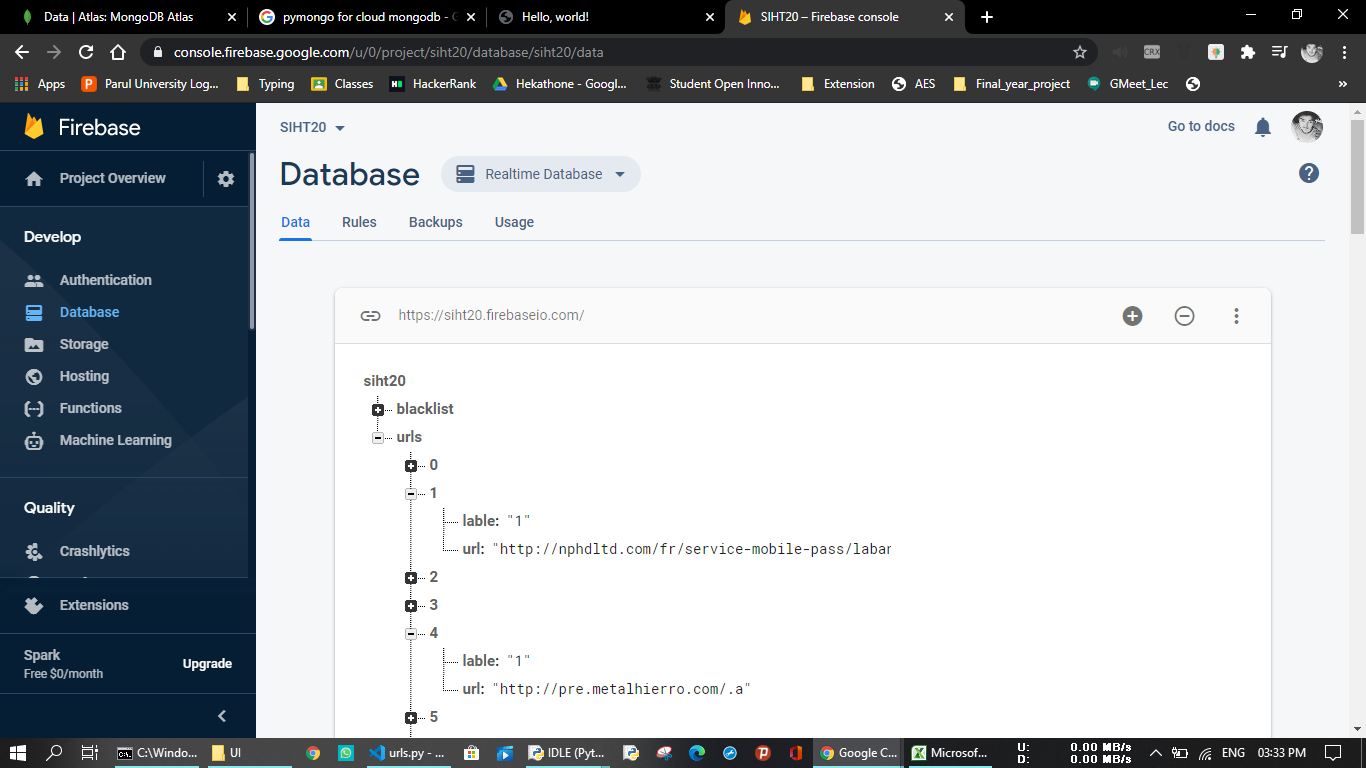 Data | Atlas: MongoDB Atlas
pymongo for cloud mongodb - G
Hello, world!
SIHT20 – Firebase console
console.firebase.google.com/u/0/project/siht20/database/siht20/data
CRX
Apps
Parul University Log...
Typing
Classes
HackerRank
Hekathone - Googl...
Student Open Inno...
Extension
AES
Final_year_project
GMeet_Lec
»
Firebase
Project Overview
Develop
Authentication
Database
Storage
Hosting
Functions
Machine Learning
Quality
Crashlytics
Extensions
Spark
Free $0/month
Upgrade
SIHT20
Go to docs
Database
Realtime Database
Data
Rules
Backups
Usage
https://siht20.firebaseio.com/
siht20
blacklist
urls
0
1
lable: "1"
url: "http://nphdltd.com/fr/service-mobile-pass/labar
2
3
4
lable: "1"
url: "http://pre.metalhierro.com/.a"
5
C:\Windo...
UI
urls.py - ...
IDLE (Pyt...
Google C...
Microsof...
U: 0.00 MB/s
D: 0.00 MB/s
ENG
03:33 PM